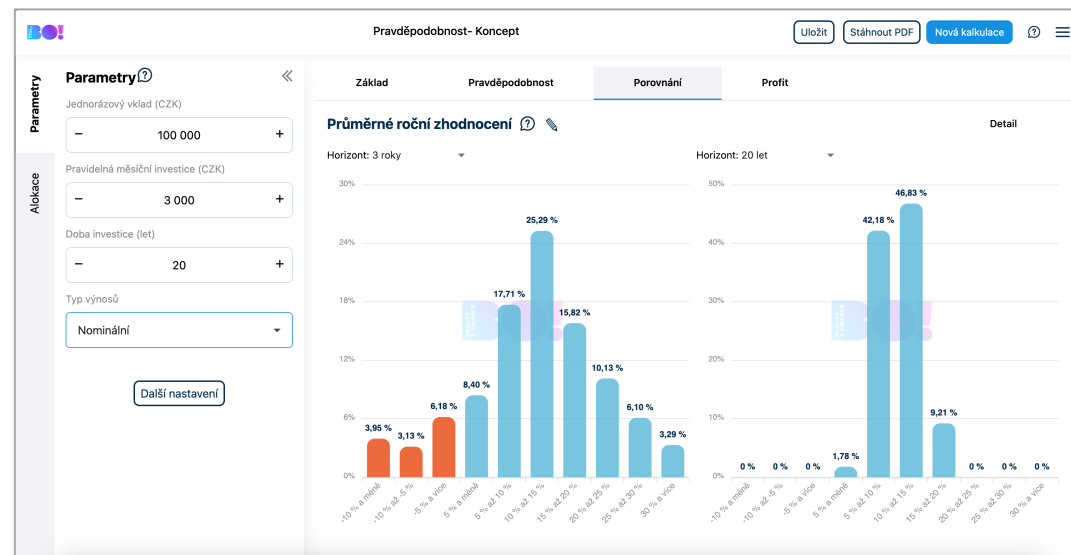 BO!
Pravděpodobnost- Koncept
Uložit
Stáhnout PDF
Nová kalkulace
Parametry
Alokace
Parametry
Jednorázový vklad (CZK)
− 100 000 +
Pravidelná měsíční investice (CZK)
− 3 000 +
Doba investice (let)
− 20 +
Typ výnosů
Nominální
Další nastavení
Základ
Pravděpodobnost
Porovnání
Profit
Průměrné roční zhodnocení
Detail
Horizont: 3 roky
30%
24%
18%
12%
6%
0%
3,95 %
3,13 %
6,18 %
8,40 %
17,71 %
25,29 %
15,82 %
10,13 %
6,10 %
3,29 %
-10 % a méně
-10 % až -5 %
-5 % a více
5 % a méně
5 % až 10 %
10 % až 15 %
15 % až 20 %
20 % až 25 %
25 % až 30 %
30 % a více
Horizont: 20 let
50%
40%
30%
20%
10%
0%
0 %
0 %
0 %
1,78 %
42,18 %
46,83 %
9,21 %
0 %
0 %
0 %
-10 % a méně
-10 % až -5 %
-5 % a více
5 % a méně
5 % až 10 %
10 % až 15 %
15 % až 20 %
20 % až 25 %
25 % až 30 %
30 % a více